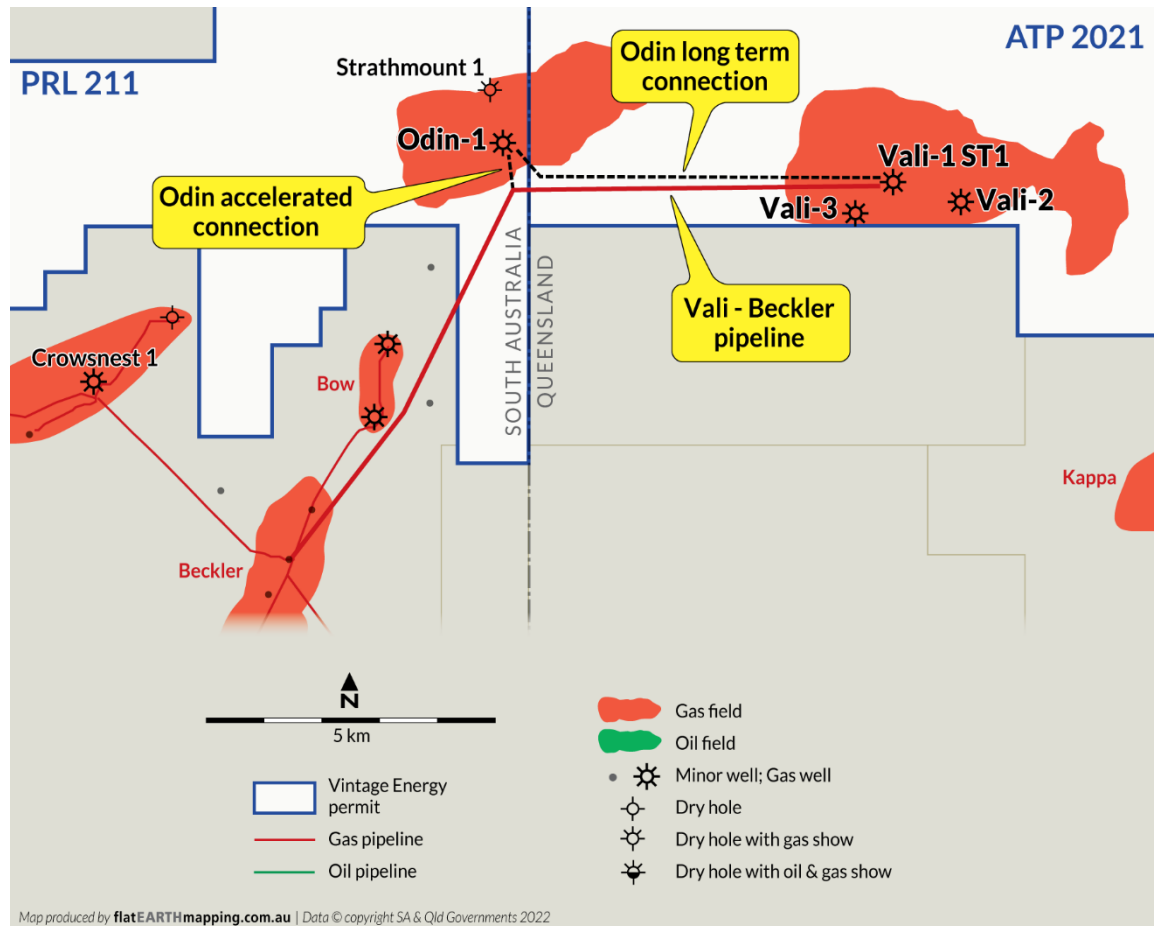 PRL 211
ATP 2021
Strathmount 1
Odin long term
connection
Odin-1
Vali-1 ST1
Odin accelerated
connection
Vali-3
Vali-2
SOUTH AUSTRALIA
QUEENSLAND
Vali - Beckler
pipeline
Crowsnest 1
Bow
Kappa
Beckler
N
5 km
Vintage Energy
permit
Gas pipeline
Oil pipeline
Gas field
Oil field
Minor well; Gas well
Dry hole
Dry hole with gas show
Dry hole with oil & gas show
Map produced by flatEARTHmapping.com.au | Data © copyright SA & Qld Governments 2022